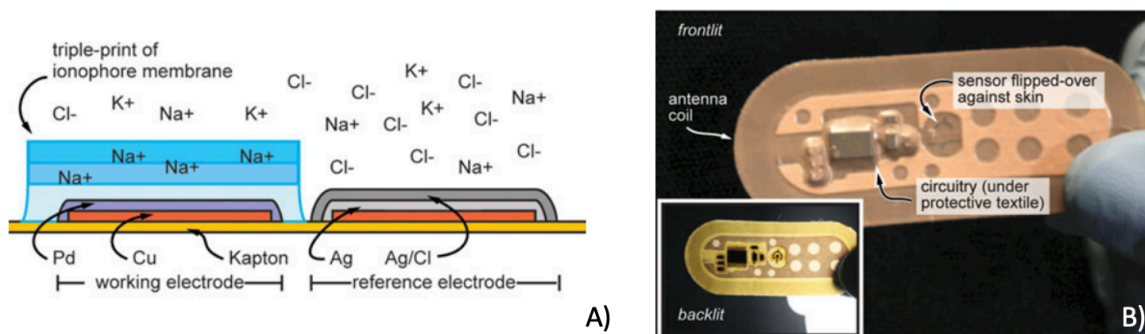 triple-print of
ionophore membrane
Cl-
K+
Na+
K+
Cl-
Cl-
K+
Cl-
K+
Na+
Na+
Cl-
Cl-
Cl-
Na+
Cl-
Na+
Na+
Na+
Na+
Pd
Cu
Kapton
Ag
Ag/Cl
working electrode
reference electrode
A)
frontlit
sensor flipped-over
against skin
antenna
coil
circuitry (under
protective textile)
backlit
B)